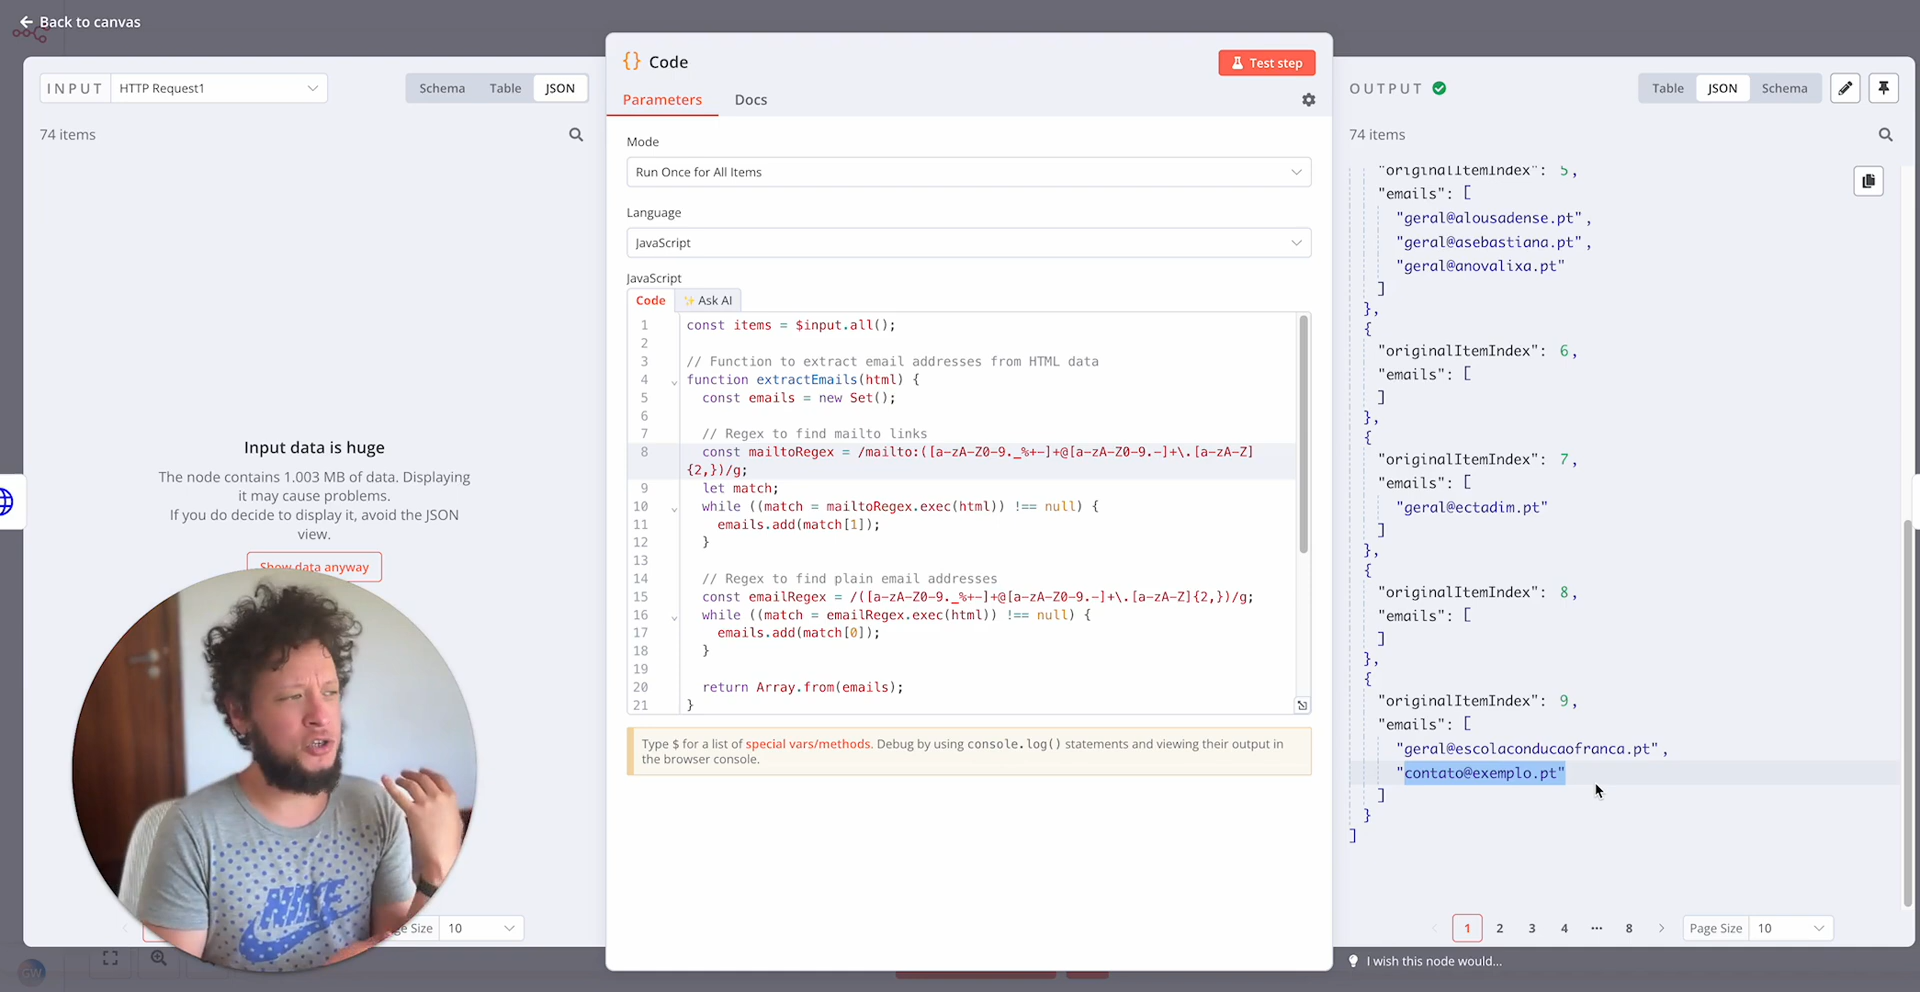 ← Back to canvas
INPUT HTTP Request1
Schema Table JSON
74 items
Input data is huge
The node contains 1.003 MB of data. Displaying
it may cause problems.
If you do decide to display it, avoid the JSON
view.
Show data anyway
Page Size 10
NIKE
GW
{} Code
Test step
Parameters Docs
Mode
Run Once for All Items
Language
JavaScript
JavaScript
Code ✨ Ask AI
1 const items = $input.all();
2
3 // Function to extract email addresses from HTML data
4 function extractEmails(html) {
5 const emails = new Set();
6
7 // Regex to find mailto links
8 const mailtoRegex = /mailto:([a-zA-Z0-9._%+-]+@[a-zA-Z0-9.-]+\.[a-zA-Z]
{2,})/g;
9 let match;
10 while ((match = mailtoRegex.exec(html)) !== null) {
11 emails.add(match[1]);
12 }
13
14 // Regex to find plain email addresses
15 const emailRegex = /([a-zA-Z0-9._%+-]+@[a-zA-Z0-9.-]+\.[a-zA-Z]{2,})/g;
16 while ((match = emailRegex.exec(html)) !== null) {
17 emails.add(match[0]);
18 }
19
20 return Array.from(emails);
21 }
Type $ for a list of special vars/methods. Debug by using console.log() statements and viewing their output in
the browser console.
OUTPUT
Table JSON Schema
74 items
"originalItemIndex": 5,
"emails": [
"geral@alousadense.pt",
"geral@asebastiana.pt",
"geral@anovalixa.pt"
]
},
{
"originalItemIndex": 6,
"emails": [
]
},
{
"originalItemIndex": 7,
"emails": [
"geral@ectadim.pt"
]
},
{
"originalItemIndex": 8,
"emails": [
]
},
{
"originalItemIndex": 9,
"emails": [
"geral@escolaconducaofranca.pt",
"contato@exemplo.pt"
]
}
]
1 2 3 4 ... 8 Page Size 10
I wish this node would...